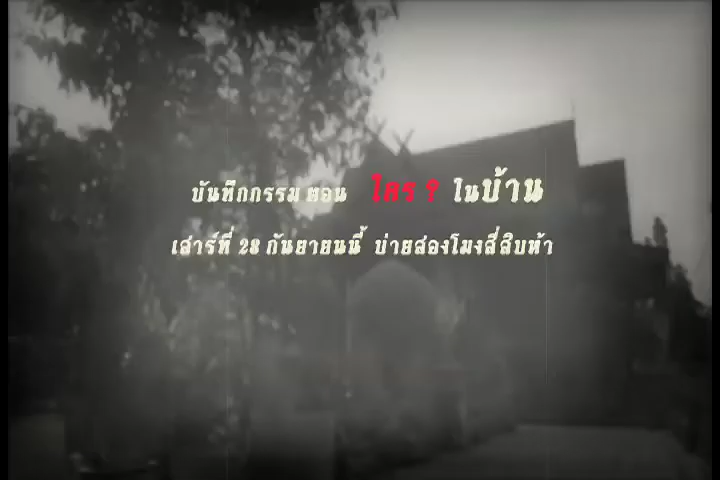 บันทึกกรรม ตอน ใคร ? ในบ้าน
เสาร์ที่ 28 กันยายนนี้ บ่ายสองโมงสี่สิบห้า